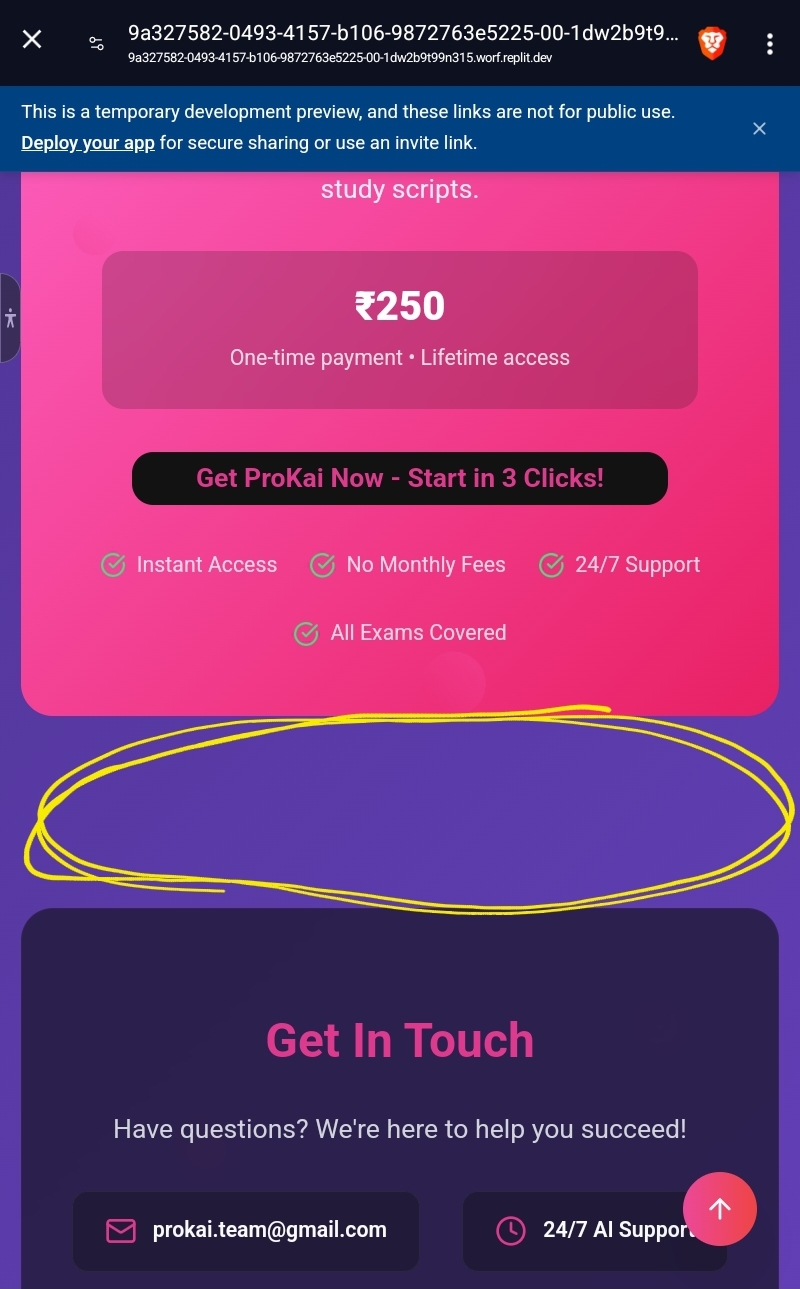 9a327582-0493-4157-b106-9872763e5225-00-1dw2b9t9...
9a327582-0493-4157-b106-9872763e5225-00-1dw2b9t99n315.worf.replit.dev
This is a temporary development preview, and these links are not for public use.
Deploy your app for secure sharing or use an invite link.
study scripts.
₹250
One-time payment • Lifetime access
Get ProKai Now - Start in 3 Clicks!
Instant Access
No Monthly Fees
24/7 Support
All Exams Covered
Get In Touch
Have questions? We're here to help you succeed!
prokai.team@gmail.com
24/7 AI Support